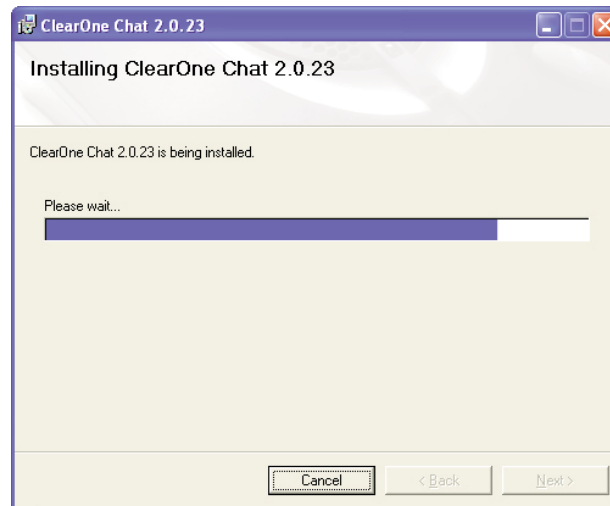 ClearOne Chat 2.0.23
Installing ClearOne Chat 2.0.23
ClearOne Chat 2.0.23 is being installed.
Please wait...
Cancel
< Back
Next >